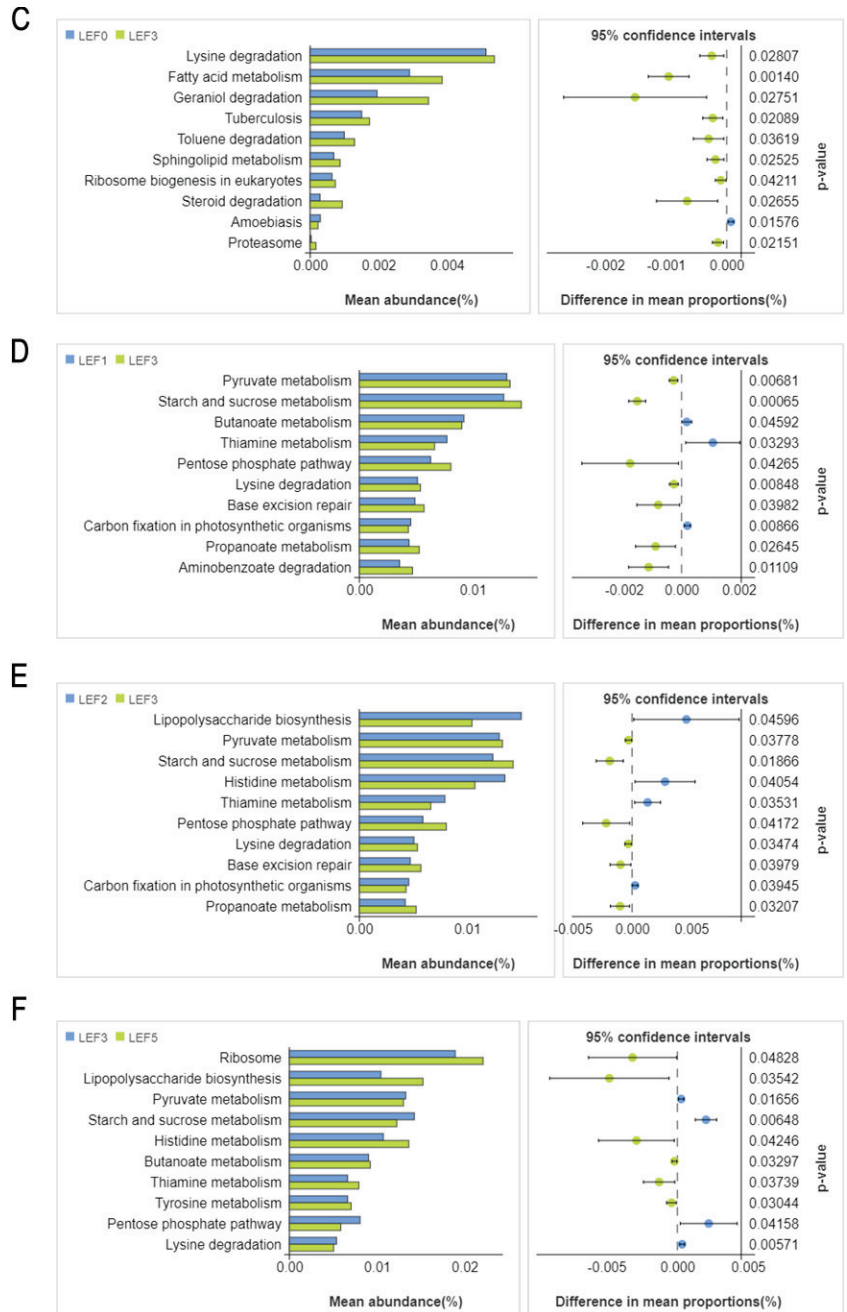 C
LEF0 LEF3
95% confidence intervals
Lysine degradation 0.02807
Fatty acid metabolism 0.00140
Geraniol degradation 0.02751
Tuberculosis 0.02089
Toluene degradation 0.03619
Sphingolipid metabolism 0.02525
Ribosome biogenesis in eukaryotes 0.04211
Steroid degradation 0.02655
Amoebiasis 0.01576
Proteasome 0.02151
p-value
0.000 0.002 0.004 -0.002 -0.001 0.000
Mean abundance(%) Difference in mean proportions(%)
D
LEF1 LEF3
95% confidence intervals
Pyruvate metabolism 0.00681
Starch and sucrose metabolism 0.00065
Butanoate metabolism 0.04592
Thiamine metabolism 0.03293
Pentose phosphate pathway 0.04265
Lysine degradation 0.00848
Base excision repair 0.03982
Carbon fixation in photosynthetic organisms 0.00866
Propanoate metabolism 0.02645
Aminobenzoate degradation 0.01109
p-value
0.00 0.01 -0.002 0.000 0.002
Mean abundance(%) Difference in mean proportions(%)
E
LEF2 LEF3
95% confidence intervals
Lipopolysaccharide biosynthesis 0.04596
Pyruvate metabolism 0.03778
Starch and sucrose metabolism 0.01866
Histidine metabolism 0.04054
Thiamine metabolism 0.03531
Pentose phosphate pathway 0.04172
Lysine degradation 0.03474
Base excision repair 0.03979
Carbon fixation in photosynthetic organisms 0.03945
Propanoate metabolism 0.03207
p-value
0.00 0.01 -0.005 0.000 0.005
Mean abundance(%) Difference in mean proportions(%)
F
LEF3 LEF5
95% confidence intervals
Ribosome 0.04828
Lipopolysaccharide biosynthesis 0.03542
Pyruvate metabolism 0.01656
Starch and sucrose metabolism 0.00648
Histidine metabolism 0.04246
Butanoate metabolism 0.03297
Thiamine metabolism 0.03739
Tyrosine metabolism 0.03044
Pentose phosphate pathway 0.04158
Lysine degradation 0.00571
p-value
0.00 0.01 0.02 -0.005 0.000 0.005
Mean abundance(%) Difference in mean proportions(%)